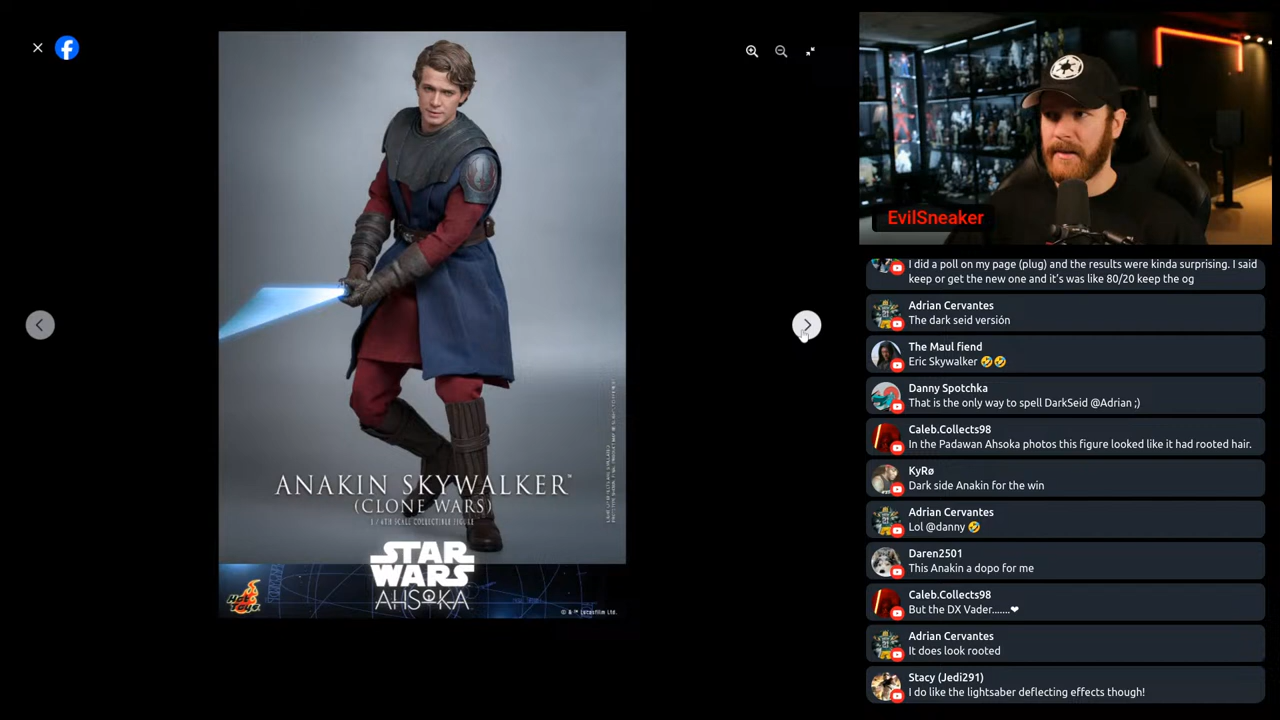 ANAKIN SKYWALKER™
(CLONE WARS)
1/6TH SCALE COLLECTIBLE FIGURE
STAR
WARS
AHSOKA
Hot Toys
© & ™ Lucasfilm Ltd.
EvilSneaker
I did a poll on my page (plug) and the results were kinda surprising. I said
keep or get the new one and it's was like 80/20 keep the og
Adrian Cervantes
The dark seid versión
The Maul fiend
Eric Skywalker 🤣🤣
Danny Spotchka
That is the only way to spell DarkSeid @Adrian ;)
Caleb.Collects98
In the Padawan Ahsoka photos this figure looked like it had rooted hair.
KyRø
Dark side Anakin for the win
Adrian Cervantes
Lol @danny 🤣
Daren2501
This Anakin a dopo for me
Caleb.Collects98
But the DX Vader.......❤
Adrian Cervantes
It does look rooted
Stacy (Jedi291)
I do like the lightsaber deflecting effects though!